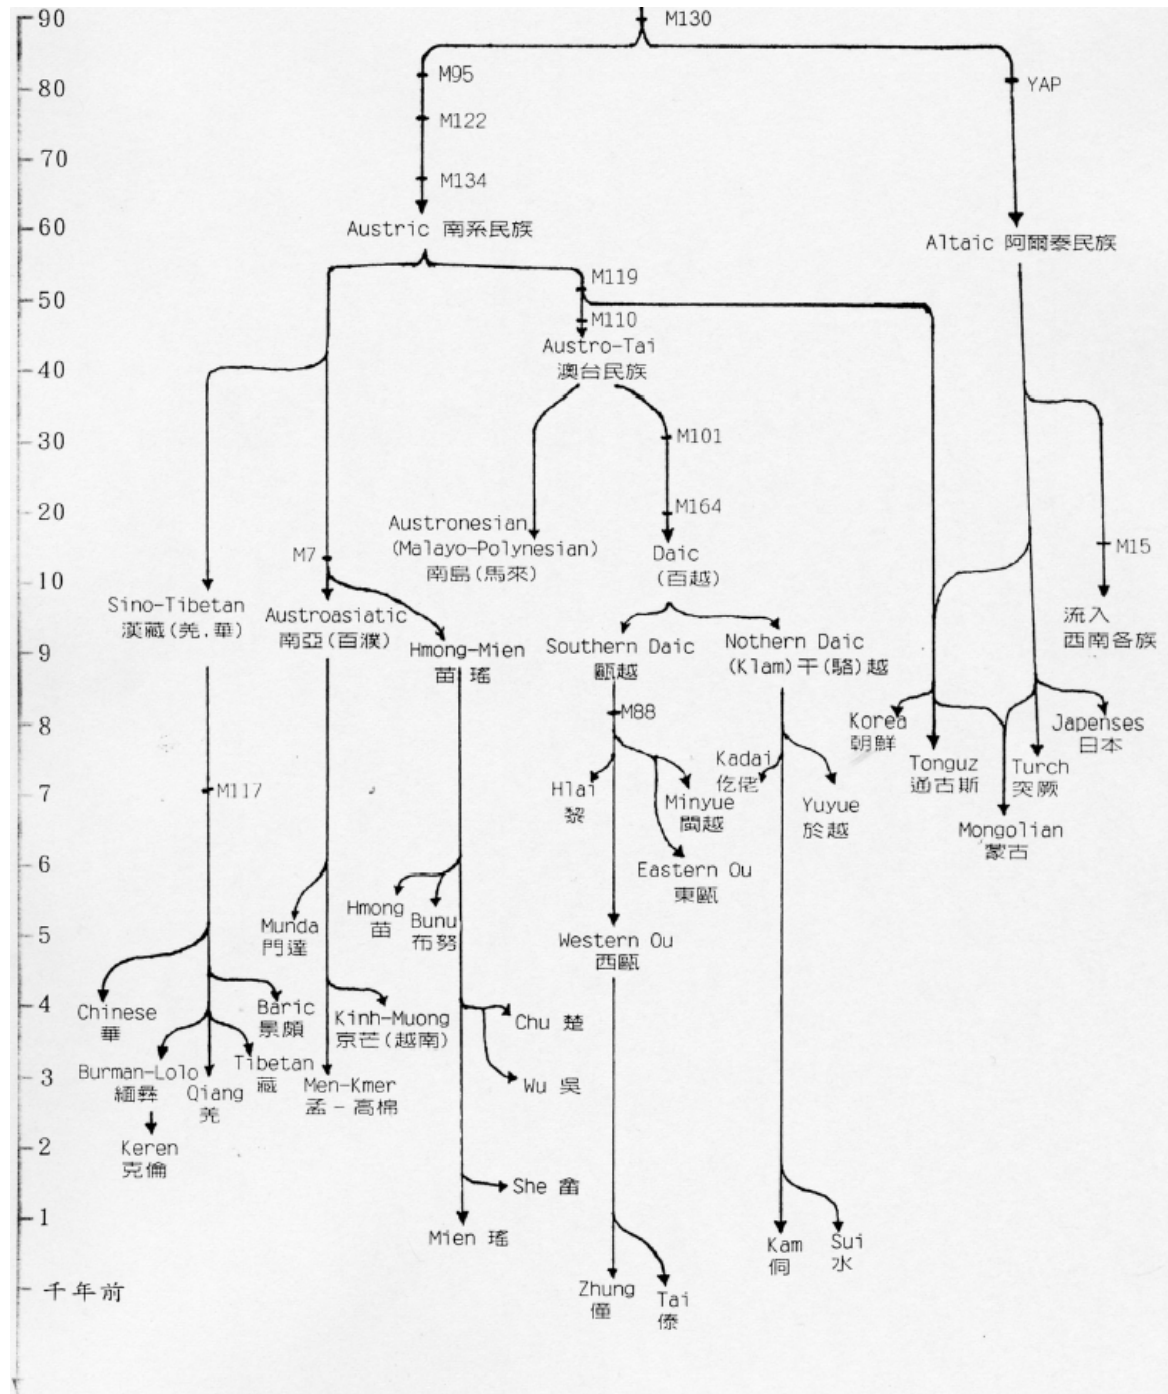 90
M130
M95
80
YAP
M122
70
M134
60
Austric 南系民族
Altaic 阿爾泰民族
50
M119
M110
Austro-Tai
澳台民族
40
30
M101
20
M164
Austronesian
(Malayo-Polynesian)
南島(馬來)
Daic
(百越)
M7
M15
10
Sino-Tibetan
漢藏(羌.華)
Austroasiatic
南亞(百濮)
流入
西南各族
9
Hmong-Mien
苗瑤
Southern Daic
甌越
Nothern Daic
(Klam)干(駱)越
8
M88
Korea
朝鮮
Japenses
日本
Kadai
仡佬
Tonguz
通古斯
Turch
突厥
7
M117
Hlai
黎
Minyue
閩越
Yuyue
於越
Mongolian
蒙古
6
Eastern Ou
東甌
Hmong
苗
Bunu
布努
5
Munda
門達
Western Ou
西甌
4
Chinese
華
Baric
景頗
Kinh-Muong
京芒(越南)
Chu 楚
3
Burman-Lolo
緬彝
Qiang
羌
Tibetan
藏
Men-Kmer
孟-高棉
Wu 吳
2
Keren
克倫
She 畲
1
Mien 瑤
Kam
侗
Sui
水
千年前
Zhung
僮
Tai
傣